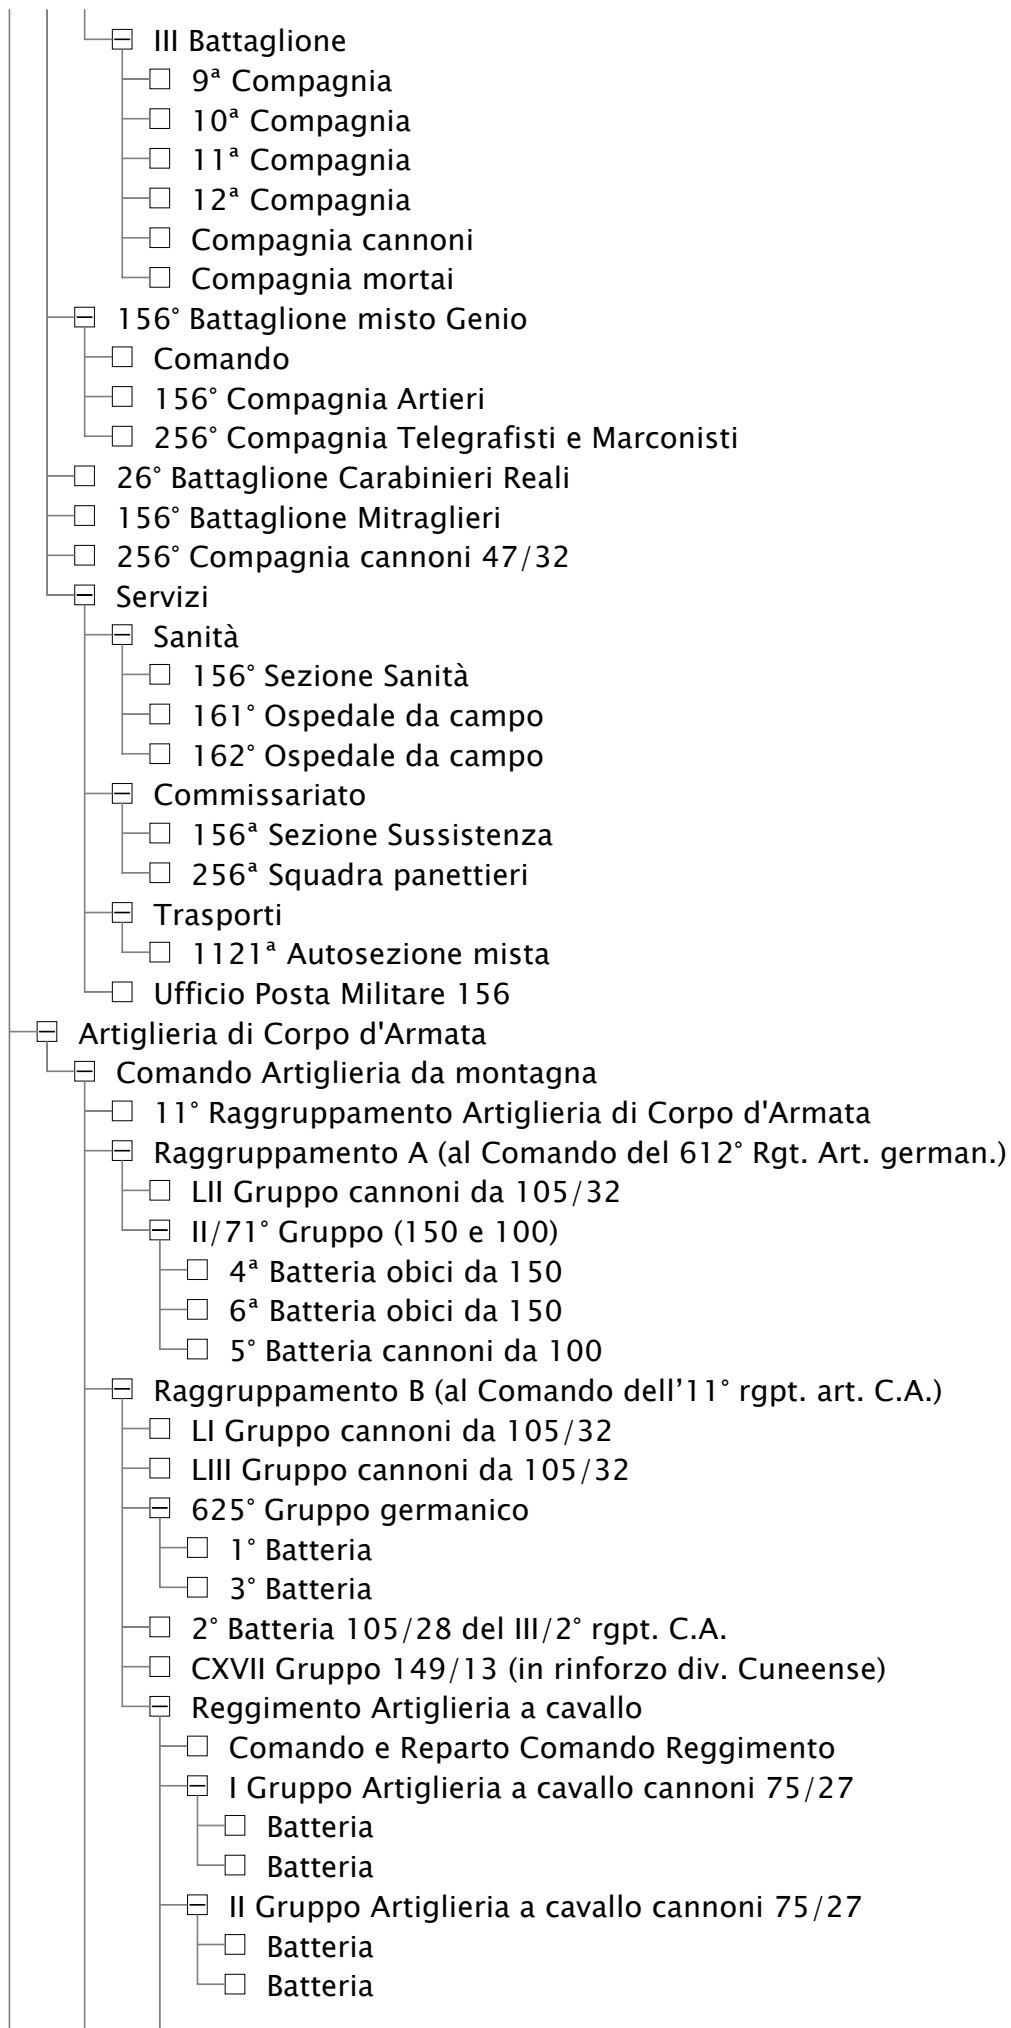 III Battaglione
9ª Compagnia
10ª Compagnia
11ª Compagnia
12ª Compagnia
Compagnia cannoni
Compagnia mortai
156° Battaglione misto Genio
Comando
156° Compagnia Artieri
256° Compagnia Telegrafisti e Marconisti
26° Battaglione Carabinieri Reali
156° Battaglione Mitraglieri
256° Compagnia cannoni 47/32
Servizi
Sanità
156° Sezione Sanità
161° Ospedale da campo
162° Ospedale da campo
Commissariato
156ª Sezione Sussistenza
256ª Squadra panettieri
Trasporti
1121ª Autosezione mista
Ufficio Posta Militare 156
Artiglieria di Corpo d'Armata
Comando Artiglieria da montagna
11° Raggruppamento Artiglieria di Corpo d'Armata
Raggruppamento A (al Comando del 612° Rgt. Art. german.)
LII Gruppo cannoni da 105/32
II/71° Gruppo (150 e 100)
4ª Batteria obici da 150
6ª Batteria obici da 150
5° Batteria cannoni da 100
Raggruppamento B (al Comando dell’11° rgpt. art. C.A.)
LI Gruppo cannoni da 105/32
LIII Gruppo cannoni da 105/32
625° Gruppo germanico
1° Batteria
3° Batteria
2° Batteria 105/28 del III/2° rgpt. C.A.
CXVII Gruppo 149/13 (in rinforzo div. Cuneense)
Reggimento Artiglieria a cavallo
Comando e Reparto Comando Reggimento
I Gruppo Artiglieria a cavallo cannoni 75/27
Batteria
Batteria
II Gruppo Artiglieria a cavallo cannoni 75/27
Batteria
Batteria